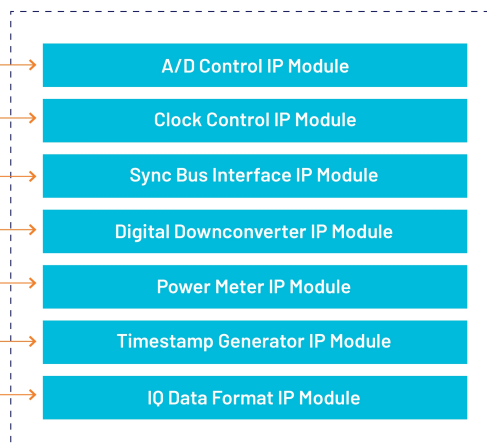 A/D Control IP Module
Clock Control IP Module
Sync Bus Interface IP Module
Digital Downconverter IP Module
Power Meter IP Module
Timestamp Generator IP Module
IQ Data Format IP Module